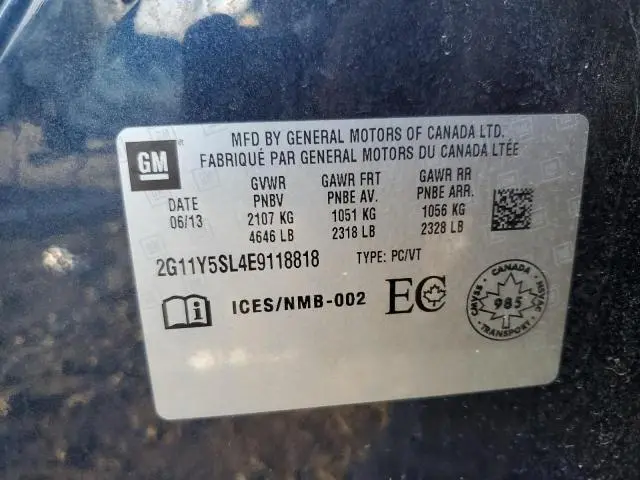 GM
MFD BY GENERAL MOTORS OF CANADA LTD.
FABRIQUÉ PAR GENERAL MOTORS DU CANADA LTÉE
DATE
06/13
GVWR
PNBV
2107 KG
4646 LB
GAWR FRT
PNBE AV.
1051 KG
2318 LB
GAWR RR
PNBE ARR.
1056 KG
2328 LB
2G11Y5SL4E9118818 TYPE: PC/VT
i ICES/NMB-002 EC
CANADA
CMVSS
NSVAC
985
TRANSPORT